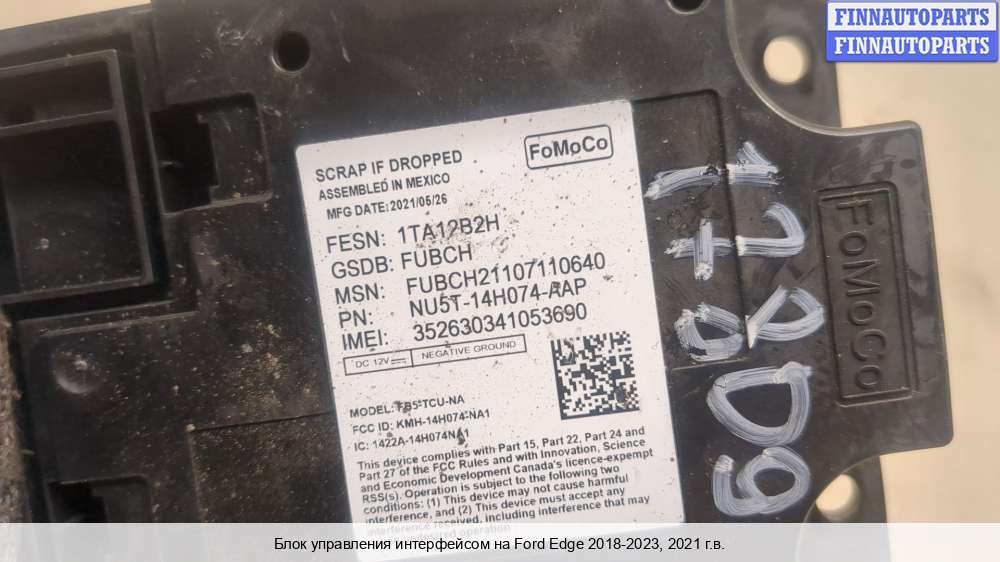 FINNAUTOPARTS
FINNAUTOPARTS
SCRAP IF DROPPED
FoMoCo
ASSEMBLED IN MEXICO
MFG DATE: 2021/05/26
FESN: 1TA12B2H
GSDB: FUBCH
MSN: FUBCH21107110640
PN: NU5T-14H074-AAP
IMEI: 352630341053690
DC 12V NEGATIVE GROUND
MODEL: FB5*TCU-NA
FCC ID: KMH-14H074-NA1
IC: 1422A-14H074NA1
This device complies with Part 15, Part 22, Part 24 and
Part 27 of the FCC Rules and with Innovation, Science
and Economic Development Canada's licence-exempt
RSS(s). Operation is subject to the following two
conditions: (1) This device may not cause harmful
interference, and (2) This device must accept any
interference received, including interference that may
operation
FoMoCo
Блок управления интерфейсом на Ford Edge 2018-2023, 2021 г.в.